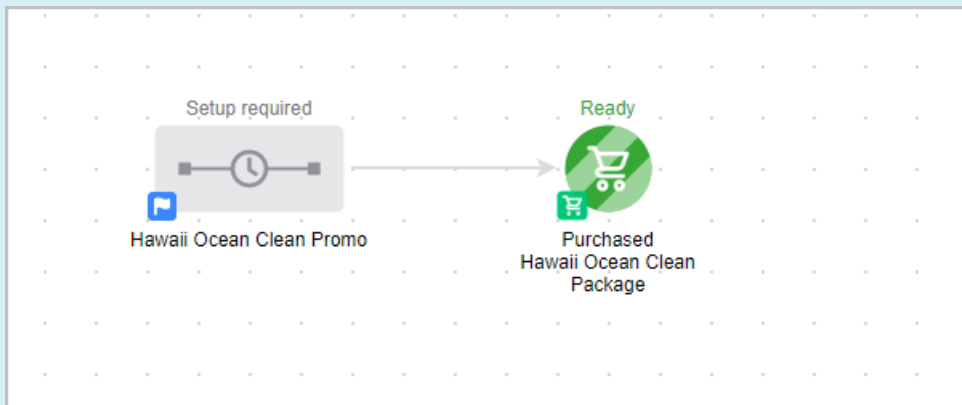 Setup required
Ready
Hawaii Ocean Clean Promo
Purchased
Hawaii Ocean Clean
Package